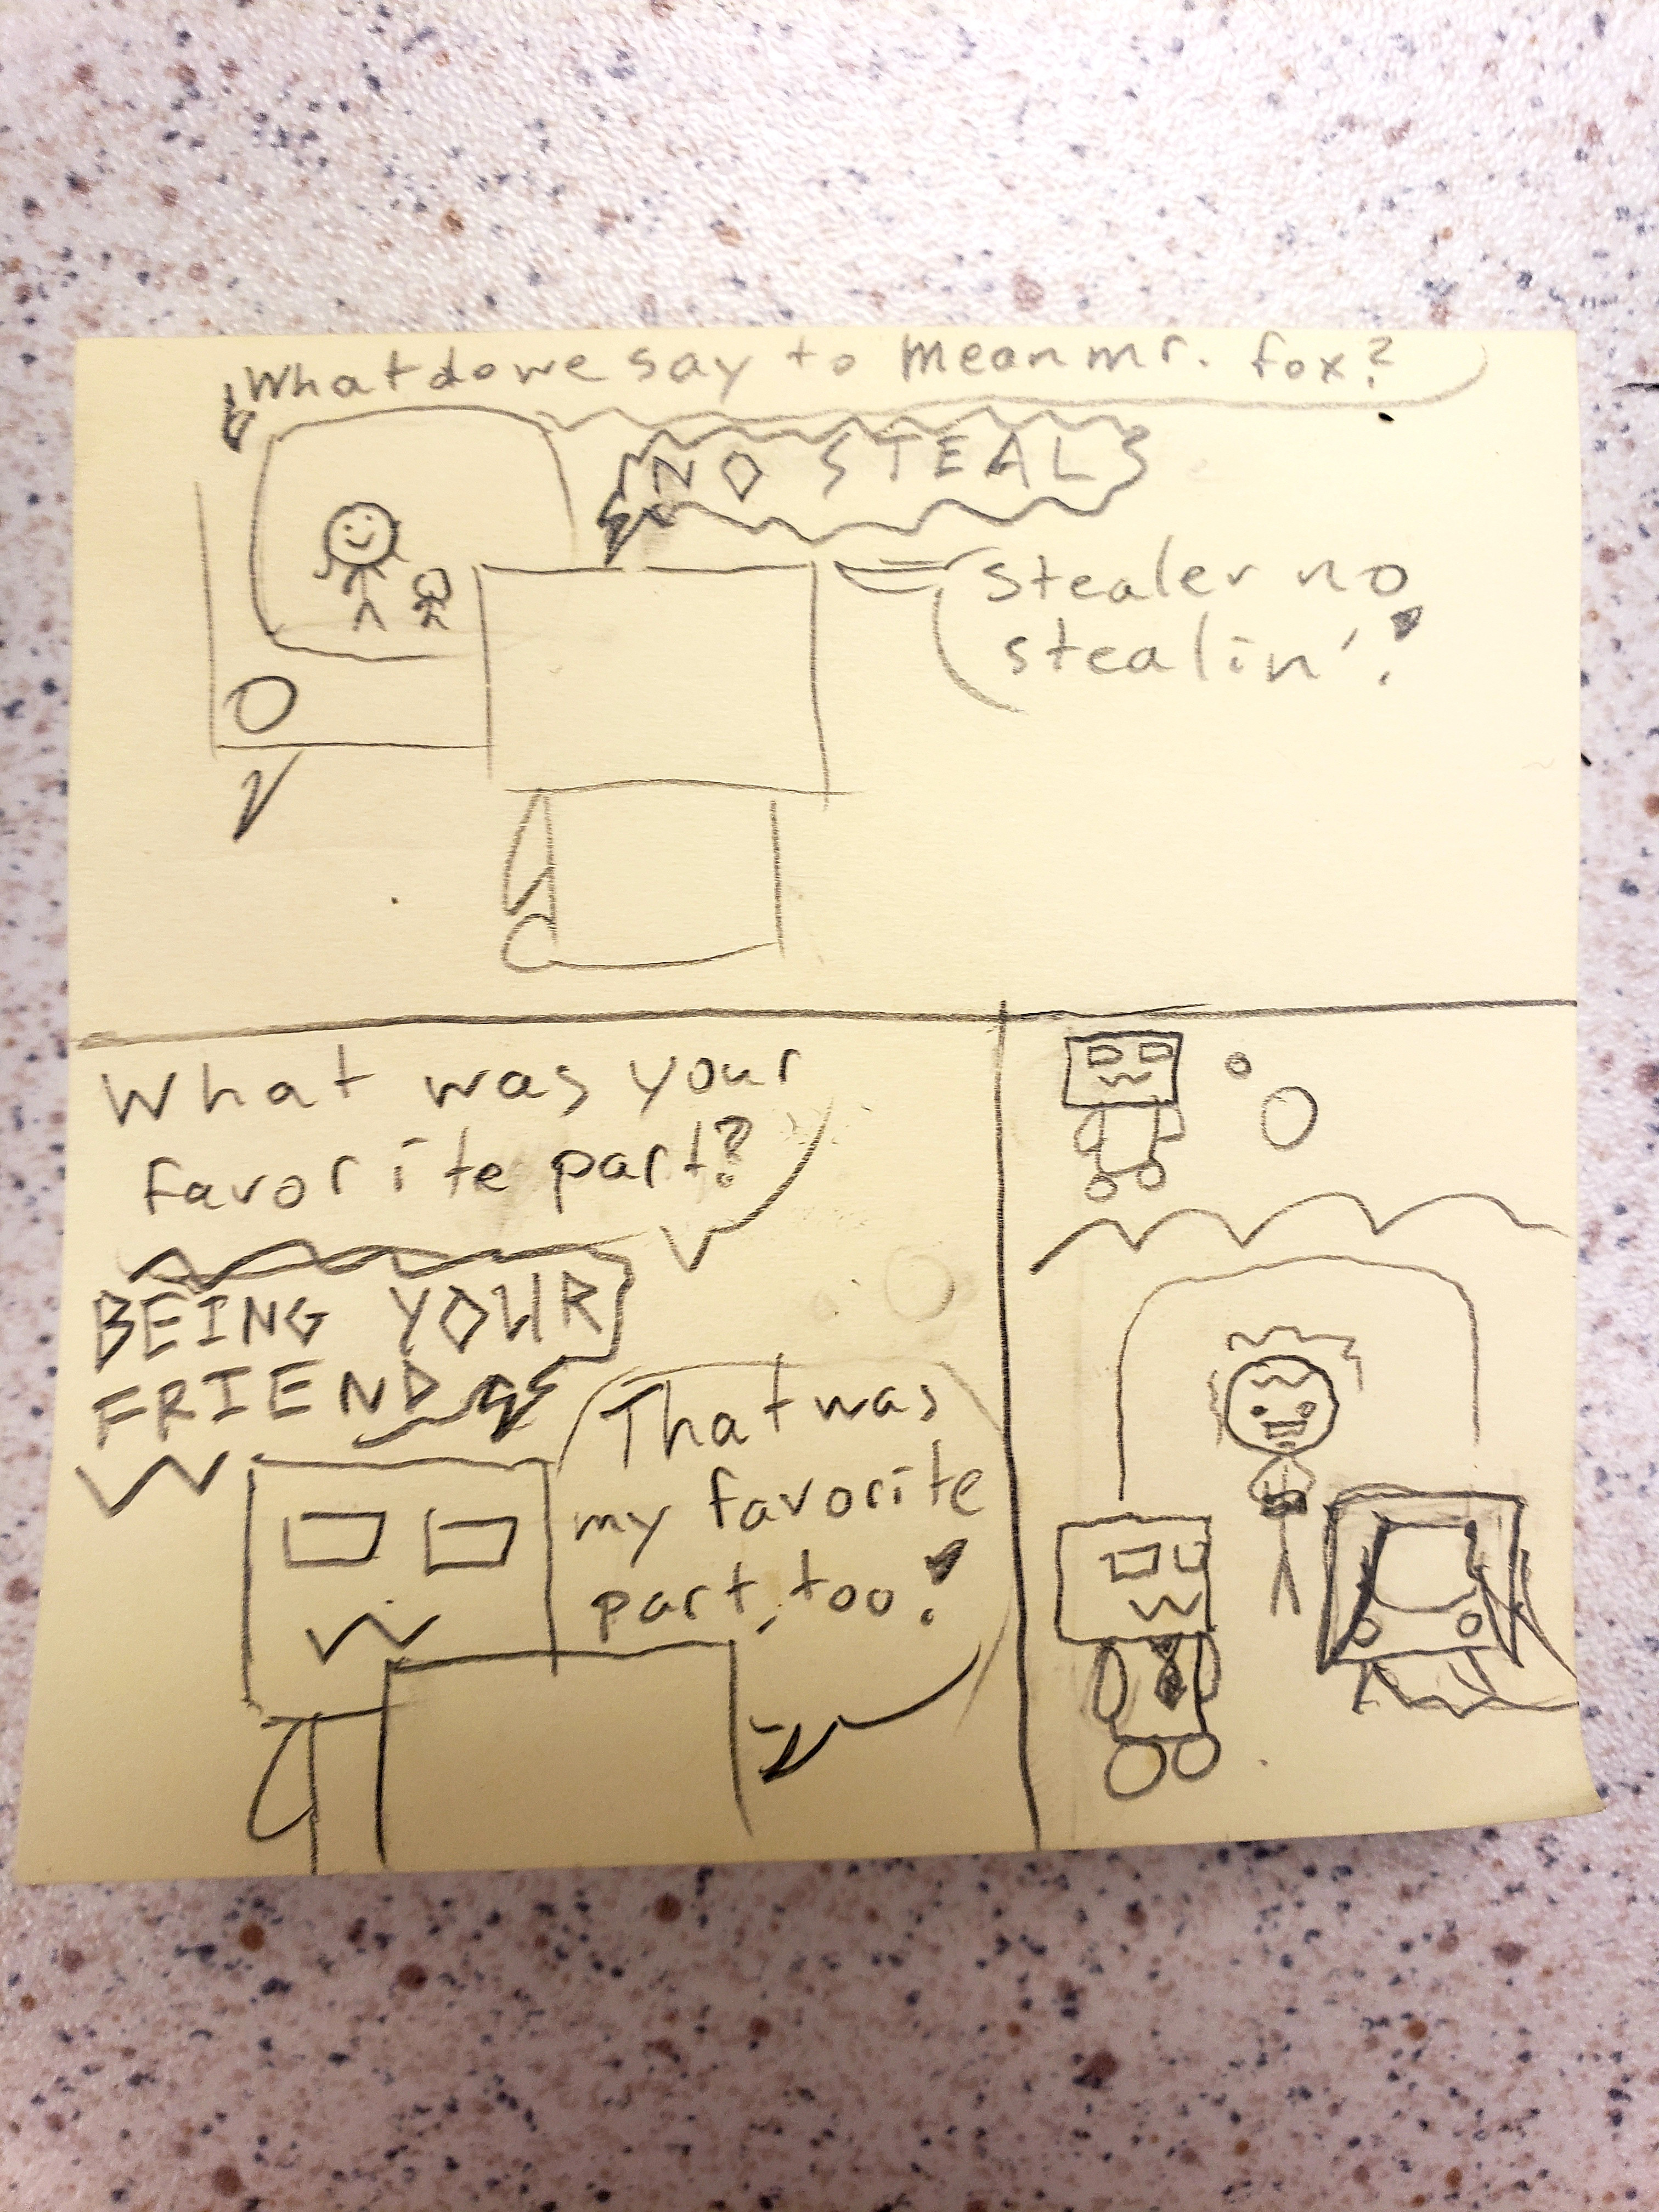 What do we say to mean mr. fox?
NO STEAL
Stealer no
stealin'!
What was your
favorite part?
BEING YOUR
FRIEND
That was
my favorite
part, too!